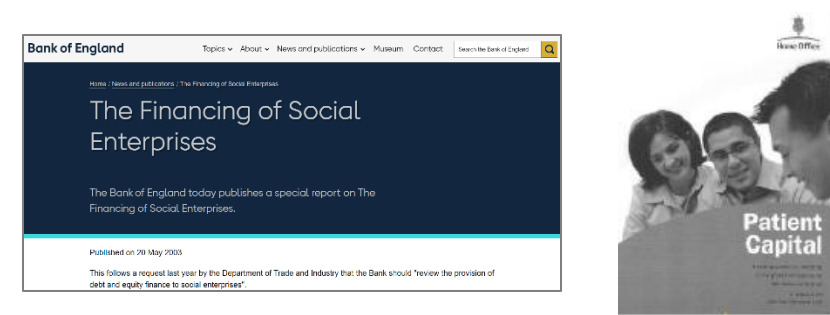 Bank of England
Topics About News and publications Museum Contact Search the Bank of England
Home / News and publications / The Financing of Social Enterprises
The Financing of Social
Enterprises
The Bank of England today publishes a special report on The
Financing of Social Enterprises.
Published on 20 May 2003
This follows a request last year by the Department of Trade and Industry that the Bank should "review the provision of
debt and equity finance to social enterprises".
Home Office
Patient
Capital